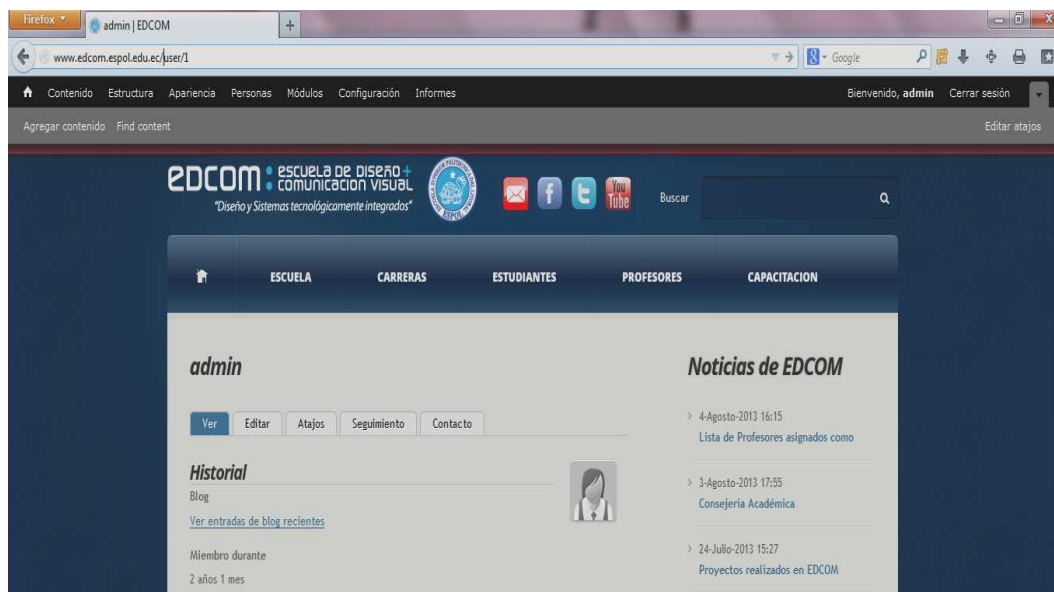 Firefox
admin | EDCOM
www.edcom.espol.edu.ec/user/1
Google
Contenido Estructura Apariencia Personas Módulos Configuración Informes
Bienvenido, admin Cerrar sesión
Agregar contenido Find content
Editar atajos
EDCOM: ESCUELA DE DISEÑO +
COMUNICACION VISUAL
"Diseño y Sistemas tecnológicamente integrados"
ESPOL
You
Tube
Buscar
ESCUELA CARRERAS ESTUDIANTES PROFESORES CAPACITACION
admin
Ver Editar Atajos Seguimiento Contacto
Historial
Blog
Ver entradas de blog recientes
Miembro durante
2 años 1 mes
Noticias de EDCOM
4-Agosto-2013 16:15
Lista de Profesores asignados como
3-Agosto-2013 17:55
Consejeria Académica
24-Julio-2013 15:27
Proyectos realizados en EDCOM